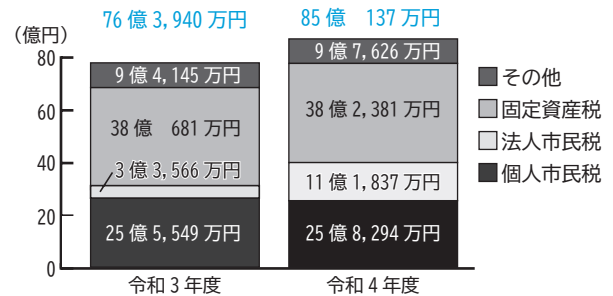 76 億 3,940 万円
85 億 137 万円
（億円）
80
60
40
20
0
9 億 4,145 万円
38 億 681 万円
3 億 3,566 万円
25 億 5,549 万円
9 億 7,626 万円
38 億 2,381 万円
11 億 1,837 万円
25 億 8,294 万円
令和 3 年度
令和 4 年度
その他
固定資産税
法人市民税
個人市民税